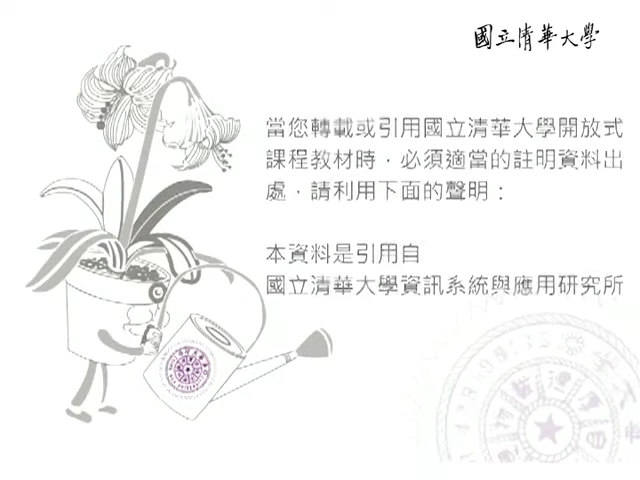 國立清華大學
當您轉載或引用國立清華大學開放式
課程教材時，必須適當的註明資料出
處，請利用下面的聲明：
本資料是引用自
國立清華大學資訊系統與應用研究所